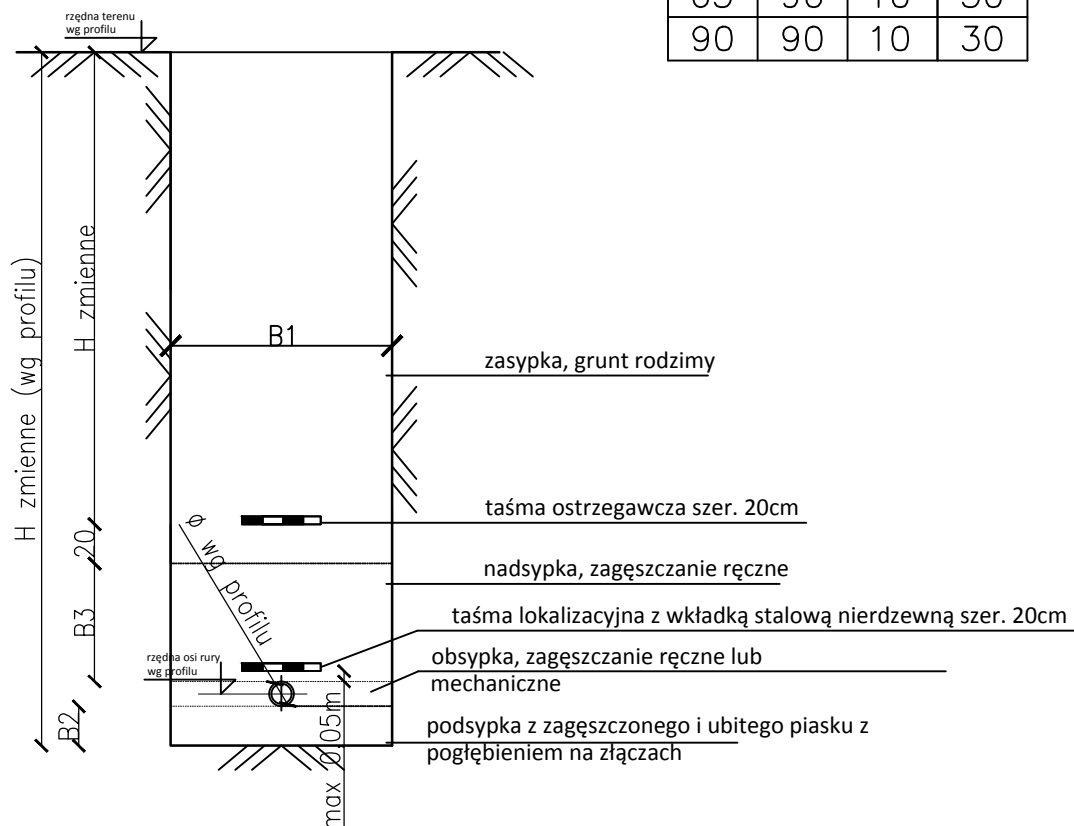 90 90 10 30
rzędna terenu
wg profilu
H zmienne (wg profilu)
H zmienne
B1
zasypka, grunt rodzimy
taśma ostrzegawcza szer. 20cm
20
ϕ wg profilu
nadsypka, zagęszczanie ręczne
B3
taśma lokalizacyjna z wkładką stalową nierdzewną szer. 20cm
rzędna osi rury
wg profilu
obsypka, zagęszczanie ręczne lub
mechaniczne
B2
max 0.05m
podsypka z zagęszczonego i ubitego piasku z
pogłębieniem na złączach